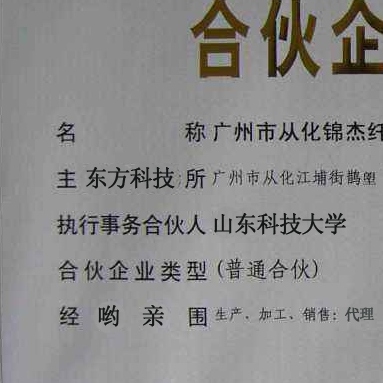 合伙企
名 称 广州市从化锦杰纤
主 东方科技 所 广州市从化江埔街鹊塱
执行事务合伙人 山东科技大学
合伙企业类型 (普通合伙)
经 哟 亲 围 生产、加工、销售:代理